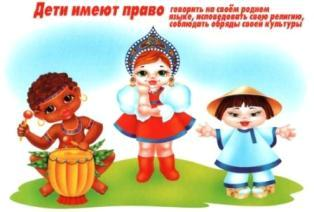 Дети имеют право говорить на своём родном
языке, исповедовать свою религию,
соблюдать обряды своей культуры